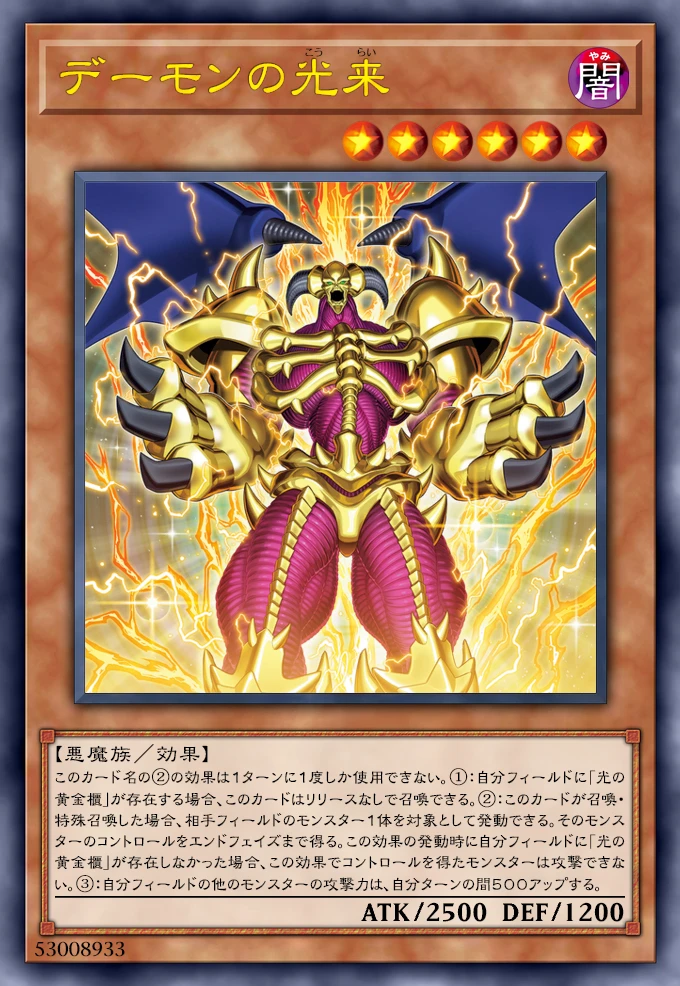 デーモンの光来
こう らい
やみ
闇
【悪魔族／効果】
このカード名の②の効果は１ターンに１度しか使用できない。①：自分フィールドに「光の
黄金櫃」が存在する場合、このカードはリリースなしで召喚できる。②：このカードが召喚・
特殊召喚した場合、相手フィールドのモンスター１体を対象として発動できる。そのモンス
ターのコントロールをエンドフェイズまで得る。この効果の発動時に自分フィールドに「光の
黄金櫃」が存在しなかった場合、この効果でコントロールを得たモンスターは攻撃できな
い。③：自分フィールドの他のモンスターの攻撃力は、自分ターンの間５００アップする。
ATK/2500 DEF/1200
53008933